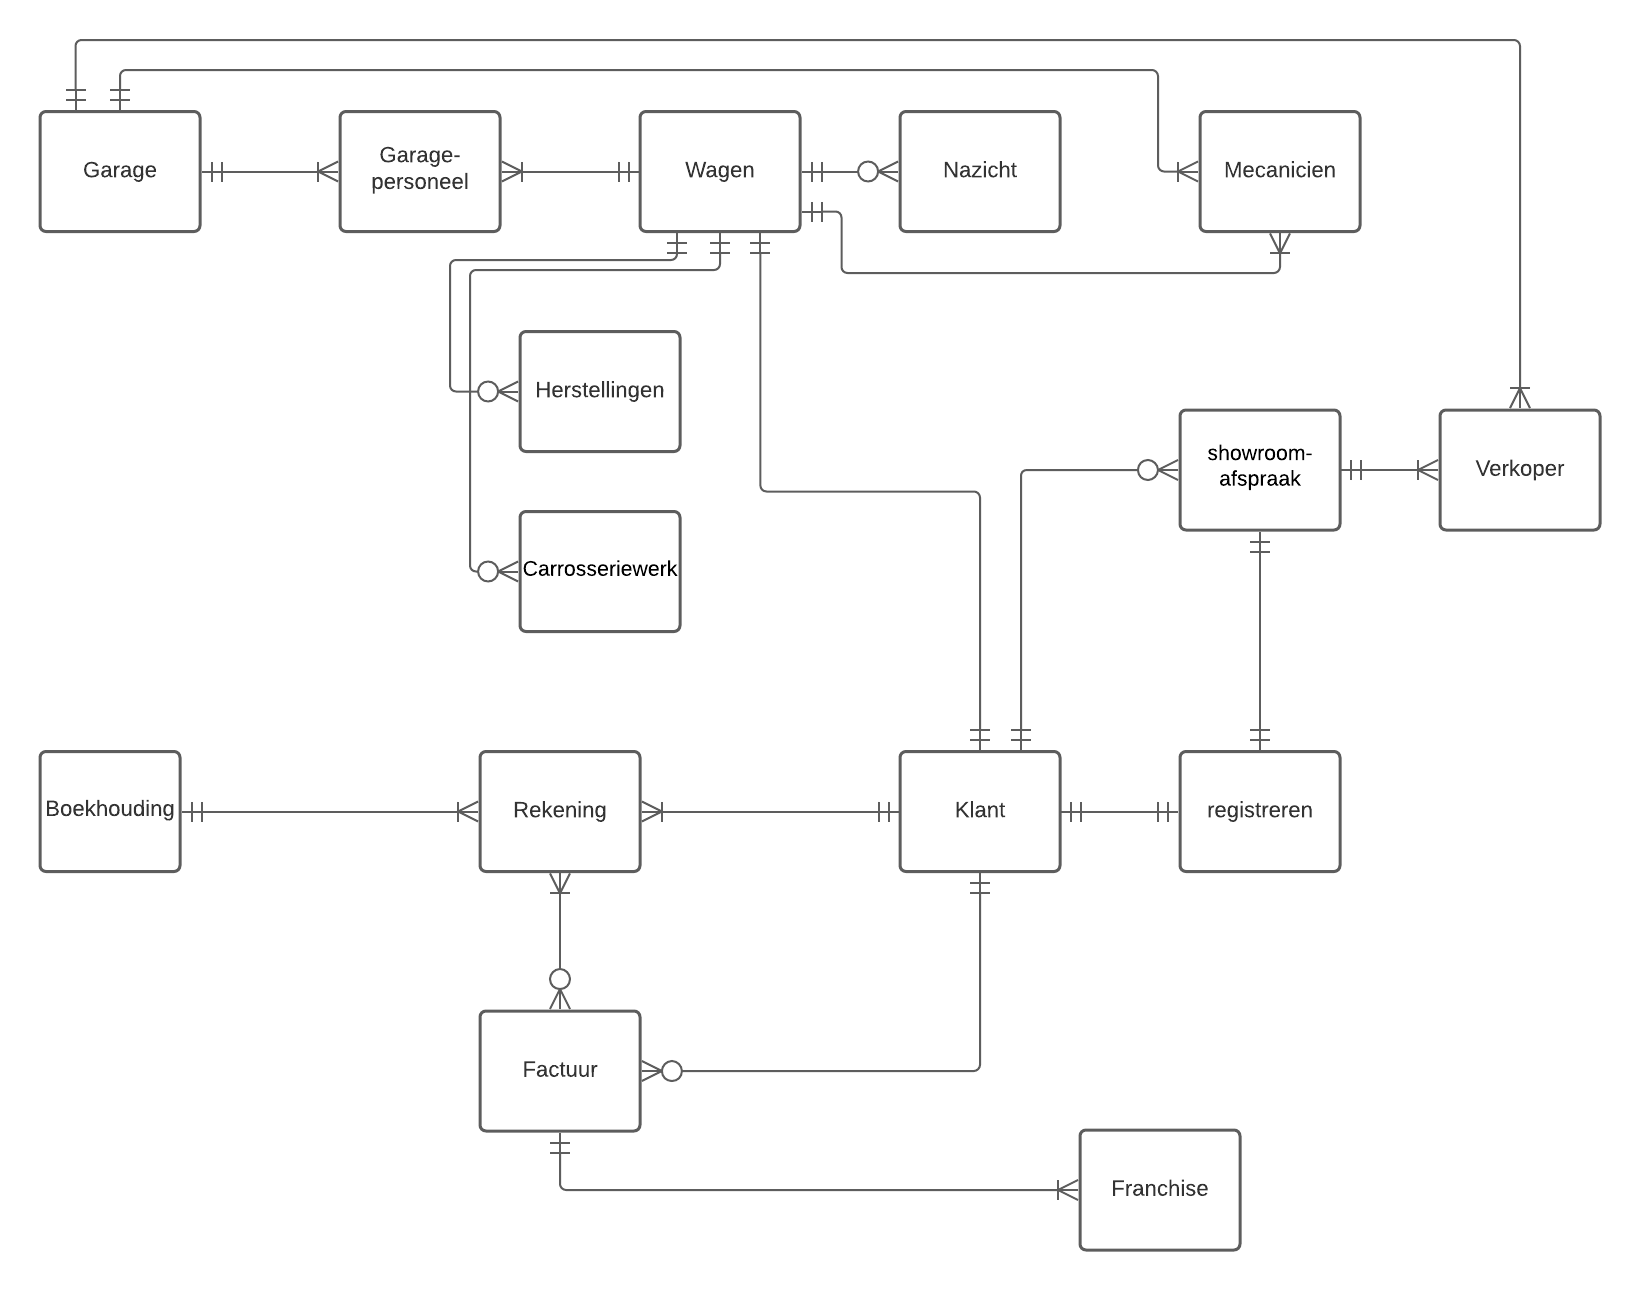 Garage
Garage-
personeel
Wagen
Nazicht
Mecanicien
Herstellingen
showroom-
afspraak
Verkoper
Carrosseriewerk
Boekhouding
Rekening
Klant
registreren
Factuur
Franchise